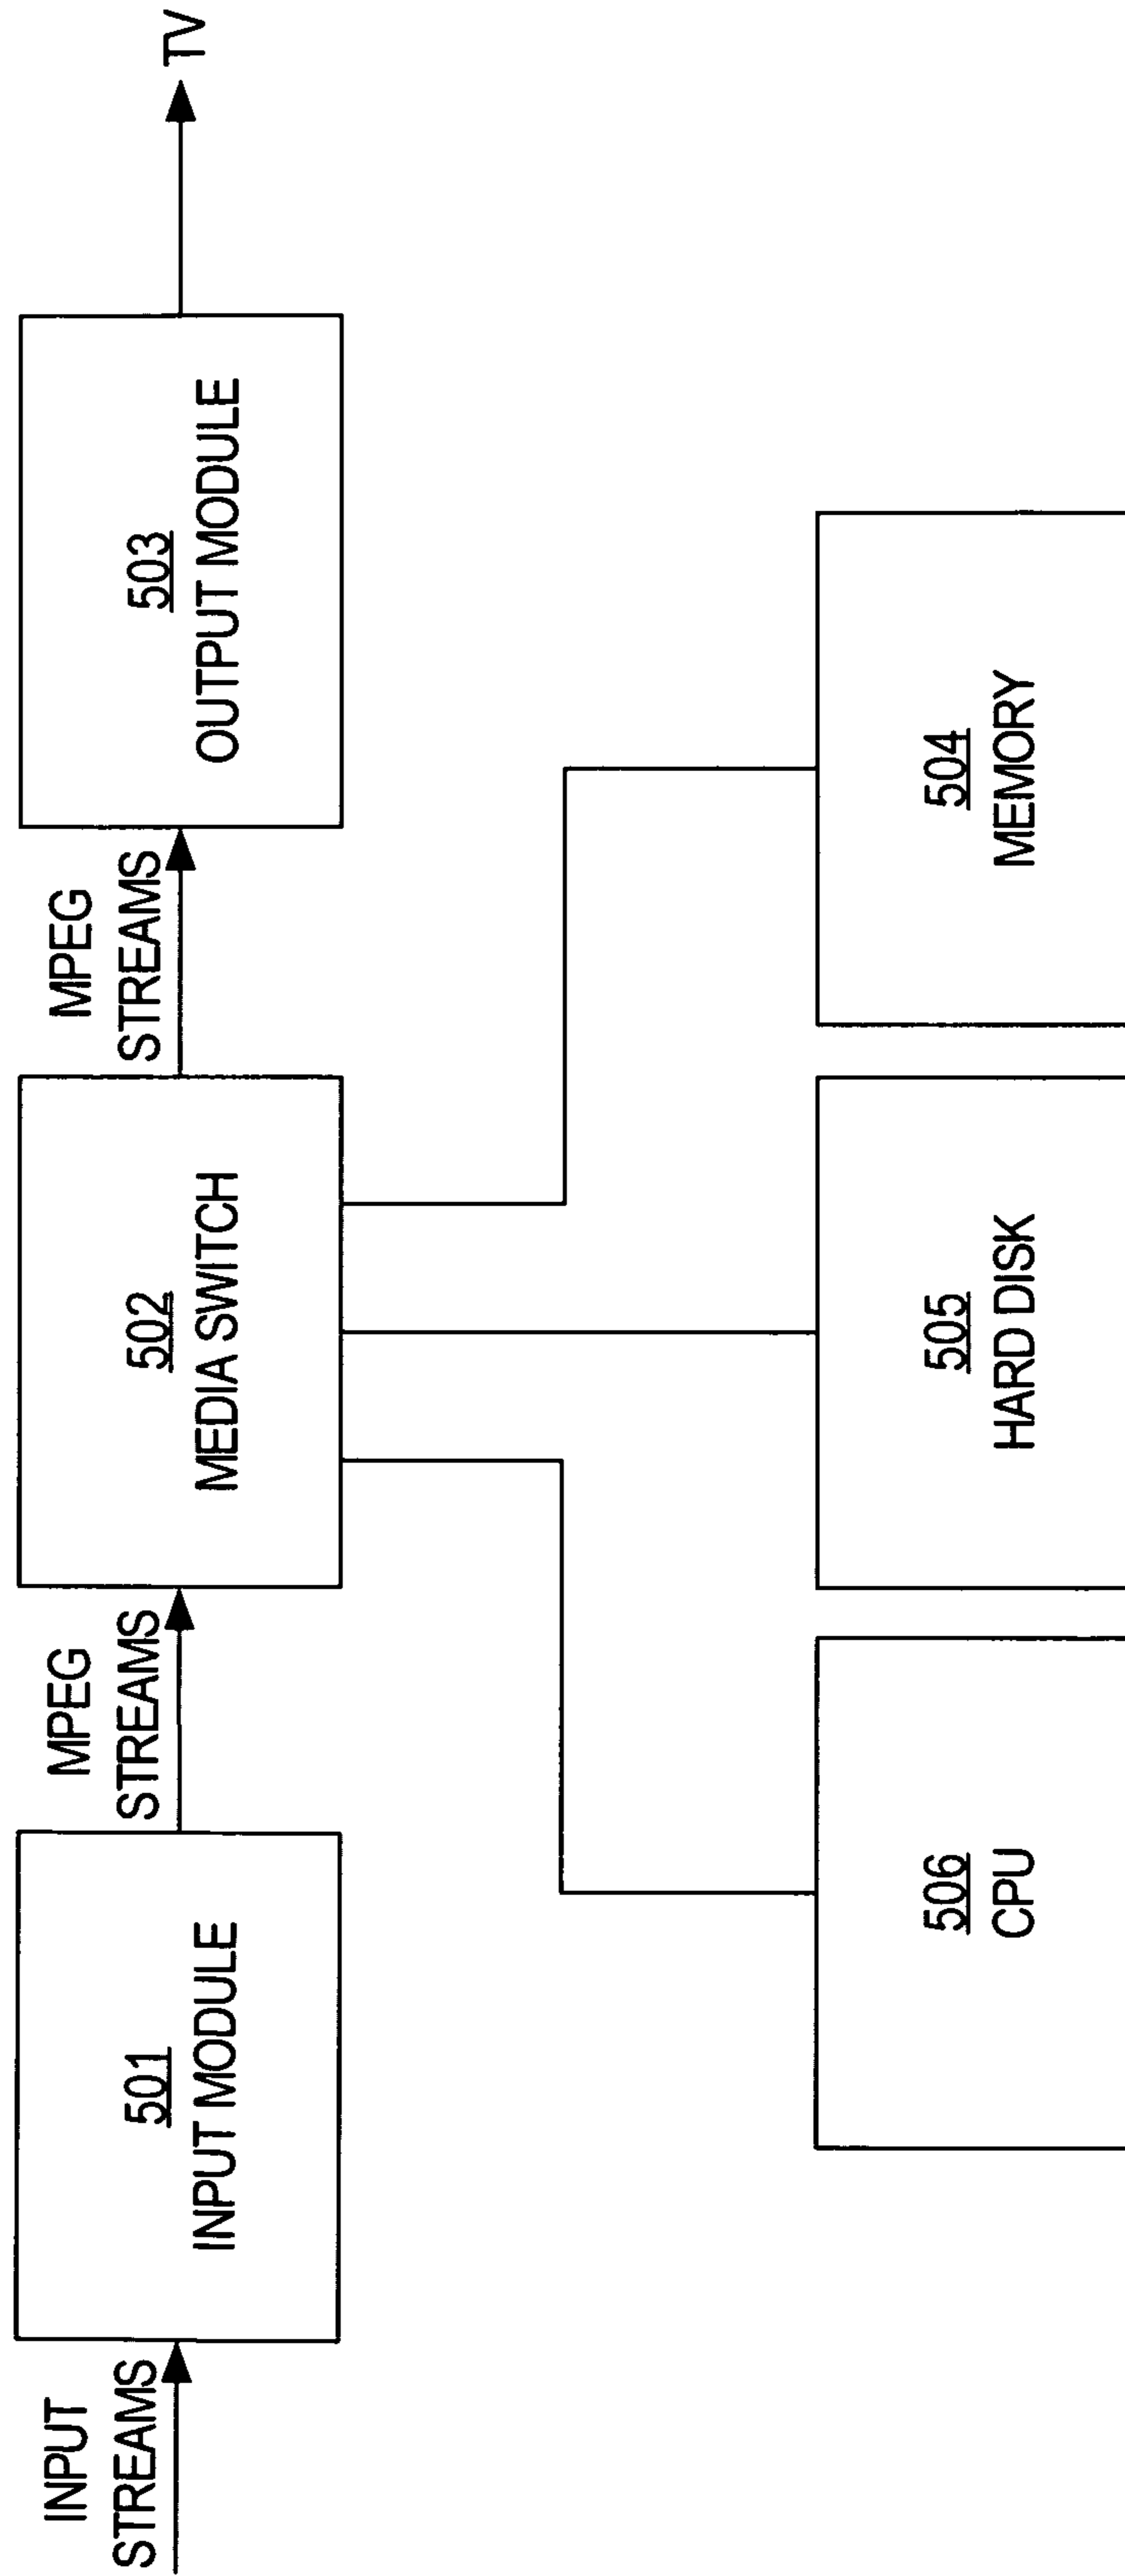 INPUT
STREAMS
501
INPUT MODULE
MPEG
STREAMS
502
MEDIA SWITCH
MPEG
STREAMS
503
OUTPUT MODULE
TV
506
CPU
505
HARD DISK
504
MEMORY